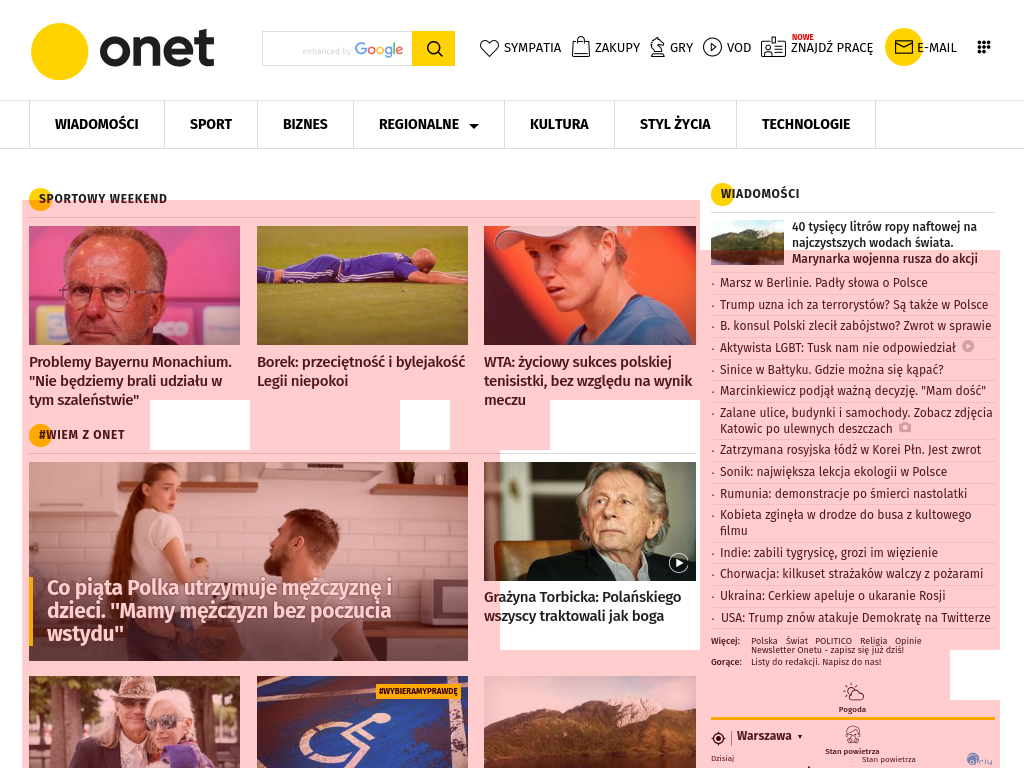 onet
enhanced by Google
SYMPATIA
ZAKUPY
GRY
VOD
NOWE
ZNAJDŹ PRACĘ
E-MAIL
WIADOMOŚCI
SPORT
BIZNES
REGIONALNE
KULTURA
STYL ŻYCIA
TECHNOLOGIE
SPORTOWY WEEKEND
Problemy Bayernu Monachium.
"Nie będziemy brali udziału w
tym szaleństwie"
Borek: przeciętność i bylejakość
Legii niepokoi
WTA: życiowy sukces polskiej
tenisistki, bez względu na wynik
meczu
#WIEM Z ONET
Co piąta Polka utrzymuje mężczyznę i
dzieci. "Mamy mężczyzn bez poczucia
wstydu"
Grażyna Torbicka: Polańskiego
wszyscy traktowali jak boga
#WYBIERAMYPRAWDĘ
WIADOMOŚCI
40 tysięcy litrów ropy naftowej na
najczystszych wodach świata.
Marynarka wojenna rusza do akcji
· Marsz w Berlinie. Padły słowa o Polsce
· Trump uzna ich za terrorystów? Są także w Polsce
· B. konsul Polski zlecił zabójstwo? Zwrot w sprawie
· Aktywista LGBT: Tusk nam nie odpowiedział
· Sinice w Bałtyku. Gdzie można się kąpać?
· Marcinkiewicz podjął ważną decyzję. "Mam dość"
· Zalane ulice, budynki i samochody. Zobacz zdjęcia
Katowic po ulewnych deszczach
· Zatrzymana rosyjska łódź w Korei Płn. Jest zwrot
· Sonik: największa lekcja ekologii w Polsce
· Rumunia: demonstracje po śmierci nastolatki
· Kobieta zginęła w drodze do busa z kultowego
filmu
· Indie: zabili tygrysicę, grozi im więzienie
· Chorwacja: kilkuset strażaków walczy z pożarami
· Ukraina: Cerkiew apeluje o ukaranie Rosji
· USA: Trump znów atakuje Demokratę na Twitterze
Więcej: Polska Świat POLITICO Religia Opinie
Newsletter Onetu - zapisz się już dziś!
Gorące: Listy do redakcji. Napisz do nas!
Pogoda
Warszawa
Stan powietrza
Dzisiaj
Stan powietrza